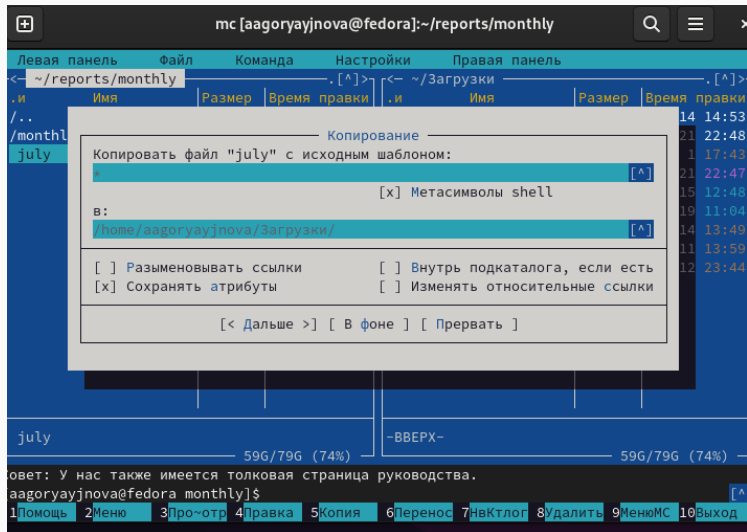 mc [aagoryayjnova@fedora]:~/reports/monthly
Левая панель Файл Команда Настройки Правая панель
<— ~/reports/monthly .[^]> <— ~/Загрузки .[^]>
.и Имя Размер Время правки .и Имя Размер Время правки
/.. 14 14:53
/monthl 21 22:48
july 1 17:43
21 22:47
15 12:48
19 11:04
14 13:49
11 13:59
12 23:44
Копирование
Копировать файл "july" с исходным шаблоном:
* [^]
[x] Метасимволы shell
в:
/home/aagoryayjnova/Загрузки/ [^]
[ ] Разыменовывать ссылки [ ] Внутрь подкаталога, если есть
[x] Сохранять атрибуты [ ] Изменять относительные ссылки
[< Дальше >] [ В фоне ] [ Прервать ]
july -ВВЕРХ-
59G/79G (74%) 59G/79G (74%)
овет: У нас также имеется толковая страница руководства.
aagoryayjnova@fedora monthly]$ [^
1Помощь 2Меню 3Про~отр 4Правка 5Копия 6Перенос 7НвКтлог 8Удалить 9МенюМС 10Выход